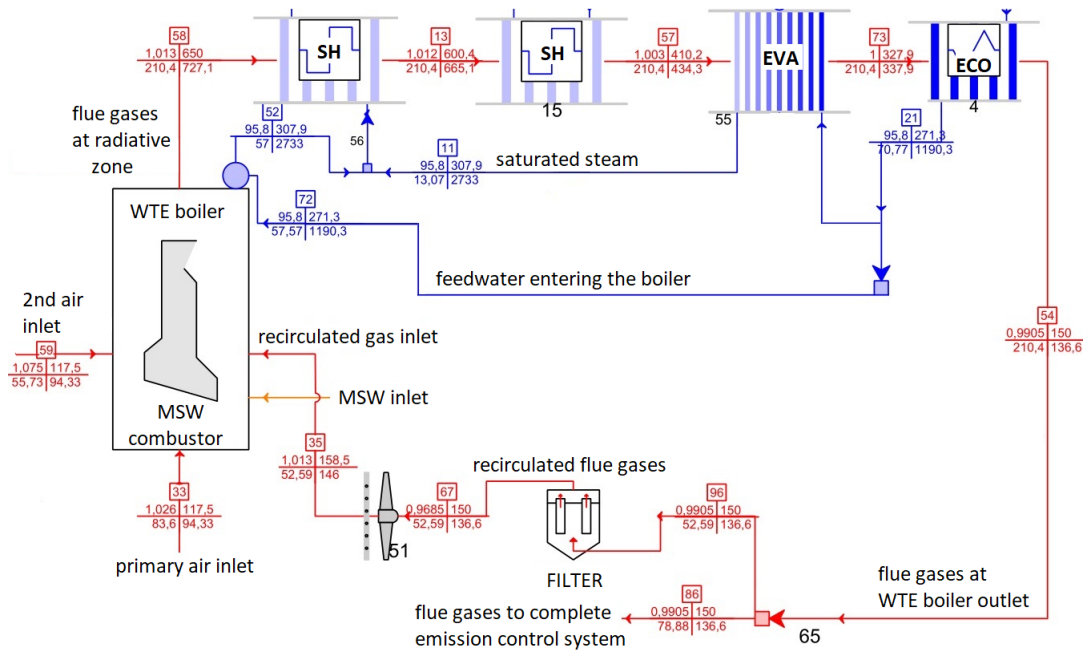 58
1,013 650
210,4 727,1
SH
13
1,012 600,4
210,4 665,1
SH
15
57
1,003 410,2
210,4 434,3
EVA
55
73
1 327,9
210,4 337,9
ECO
4
flue gases
at radiative
zone
52
95,8 307,9
57 2733
56
11
95,8 307,9
13,07 2733
saturated steam
21
95,8 271,3
70,77 1190,3
72
95,8 271,3
57,57 1190,3
feedwater entering the boiler
WTE boiler
MSW
combustor
2nd air
inlet
59
1,075 117,5
55,73 94,33
recirculated gas inlet
MSW inlet
54
0,9905 150
210,4 136,6
35
1,013 158,5
52,59 146
33
1,026 117,5
83,6 94,33
primary air inlet
51
67
0,9685 150
52,59 136,6
recirculated flue gases
FILTER
96
0,9905 150
52,59 136,6
flue gases at
WTE boiler outlet
86
0,9905 150
78,88 136,6
flue gases to complete
emission control system
65